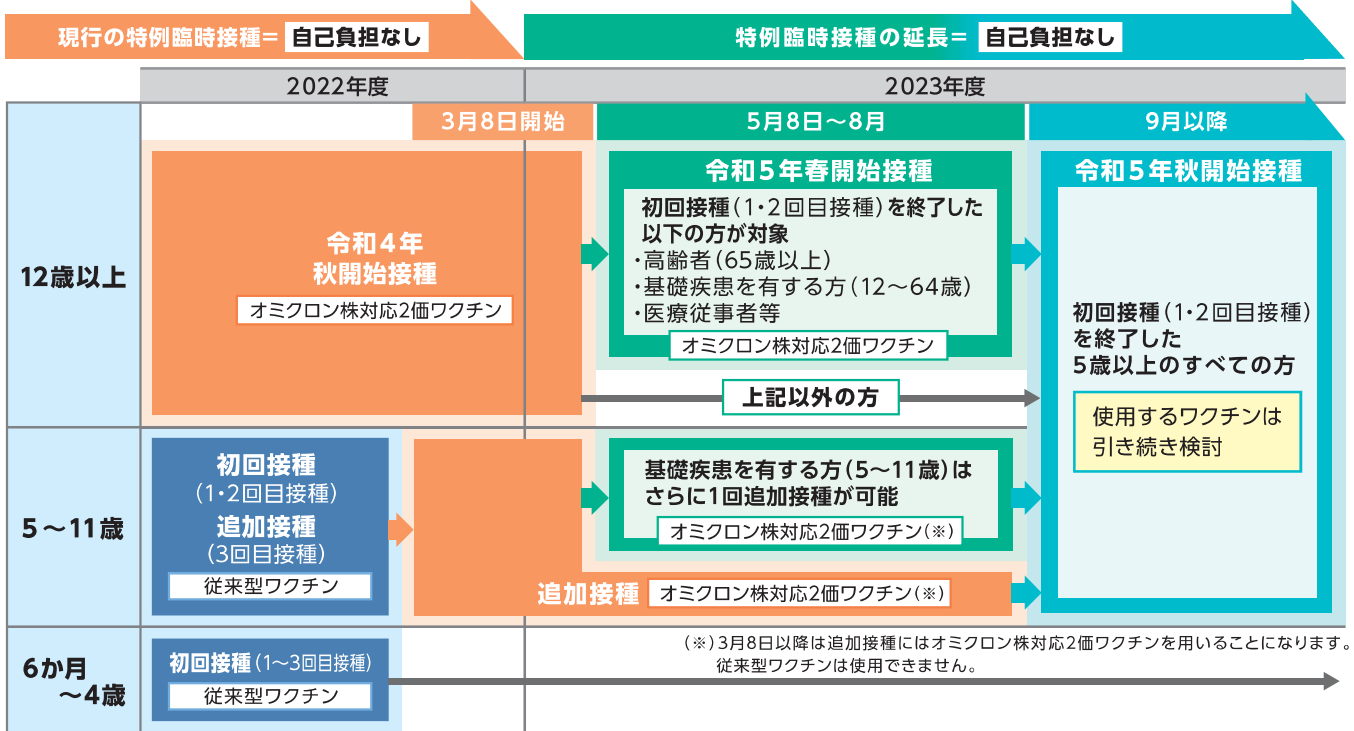 現行の特例臨時接種= 自己負担なし
特例臨時接種の延長= 自己負担なし
2022年度
2023年度
3月8日開始
5月8日～8月
9月以降
12歳以上
令和4年
秋開始接種
オミクロン株対応2価ワクチン
令和5年春開始接種
初回接種(1・2回目接種)を終了した
以下の方が対象
・高齢者(65歳以上)
・基礎疾患を有する方(12～64歳)
・医療従事者等
オミクロン株対応2価ワクチン
上記以外の方
令和5年秋開始接種
初回接種(1・2回目接種)
を終了した
5歳以上のすべての方
使用するワクチンは
引き続き検討
5～11歳
初回接種
(1・2回目接種)
追加接種
(3回目接種)
従来型ワクチン
基礎疾患を有する方(5～11歳)は
さらに1回追加接種が可能
オミクロン株対応2価ワクチン(※)
追加接種 オミクロン株対応2価ワクチン(※)
6か月
～4歳
初回接種(1～3回目接種)
従来型ワクチン
(※)3月8日以降は追加接種にはオミクロン株対応2価ワクチンを用いることになります。
従来型ワクチンは使用できません。